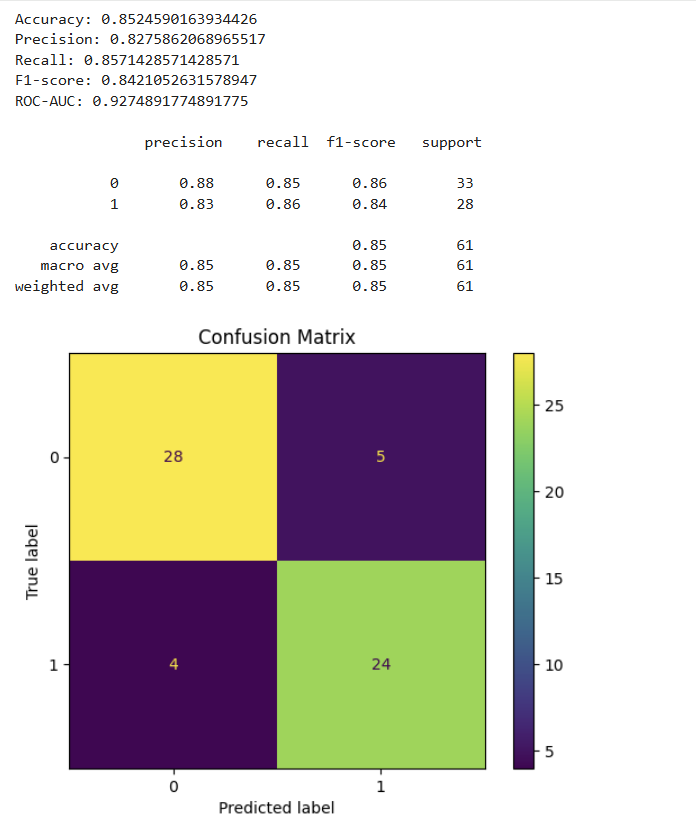 Accuracy: 0.8524590163934426
Precision: 0.8275862068965517
Recall: 0.8571428571428571
F1-score: 0.8421052631578947
ROC-AUC: 0.9274891774891775
precision recall f1-score support
0 0.88 0.85 0.86 33
1 0.83 0.86 0.84 28
accuracy 0.85 61
macro avg 0.85 0.85 0.85 61
weighted avg 0.85 0.85 0.85 61
Confusion Matrix
25
0 28 5
20
True label
15
1 4 24
10
5
0 1
Predicted label